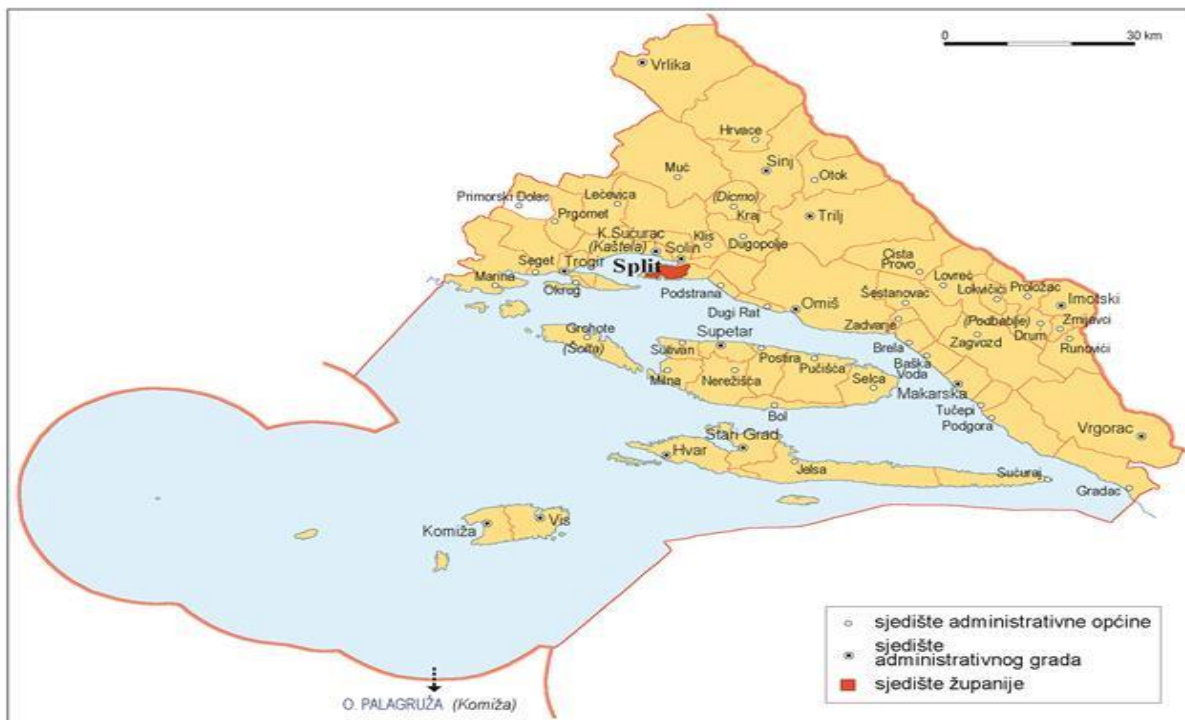 0 30 km
Vrlika
Hrvace
Sinj
Muč
Otok
Primorski Dolac
Lečevica
(Dicmo)
Prgomet
Kraj
Trilj
K.Sućurac
(Kaštela)
Klis
Solin
Dugopolje
Seget
Trogir
Split
Marina
Okrug
Podstrana
Cista
Provo
Lovreć
Lokvičići
Proložac
Imotski
Šestanovac
Dugi Rat
Omiš
Zadvarje
(Podbablje)
Zmijavci
Drum
Zagvozd
Runovići
Grohote
(Šolta)
Supetar
Sutivan
Postira
Pučišća
Milna
Nerežišća
Selca
Bol
Brela
Baška
Voda
Makarska
Tučepi
Podgora
Vrgorac
Stari Grad
Hvar
Jelsa
Sućuraj
Gradac
Komiža
Vis
sjedište administrativne općine
sjedište
administrativnog grada
sjedište županije
O. PALAGRUŽA (Komiža)